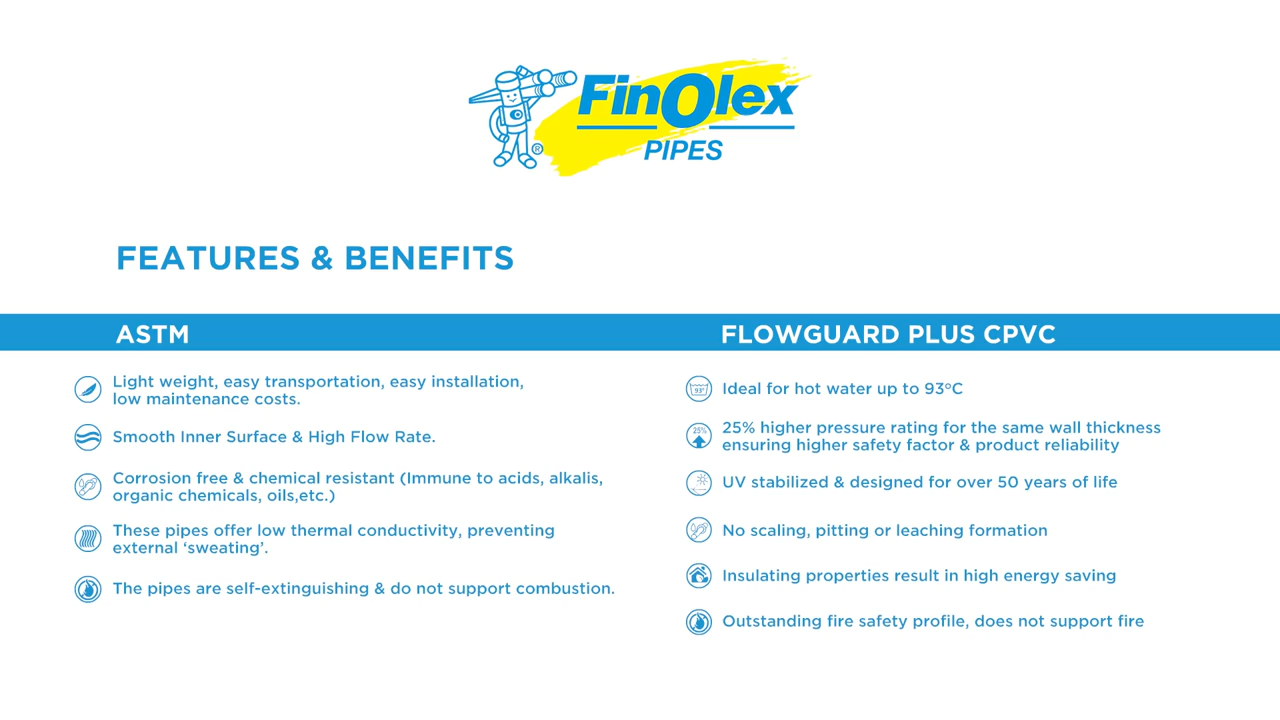 FinOlex
PIPES
®
FEATURES & BENEFITS
ASTM
Light weight, easy transportation, easy installation,
low maintenance costs.
Smooth Inner Surface & High Flow Rate.
Corrosion free & chemical resistant (Immune to acids, alkalis,
organic chemicals, oils,etc.)
These pipes offer low thermal conductivity, preventing
external ‘sweating’.
The pipes are self-extinguishing & do not support combustion.
FLOWGUARD PLUS CPVC
93°
Ideal for hot water up to 93°C
25%
25% higher pressure rating for the same wall thickness
ensuring higher safety factor & product reliability
UV stabilized & designed for over 50 years of life
No scaling, pitting or leaching formation
Insulating properties result in high energy saving
Outstanding fire safety profile, does not support fire